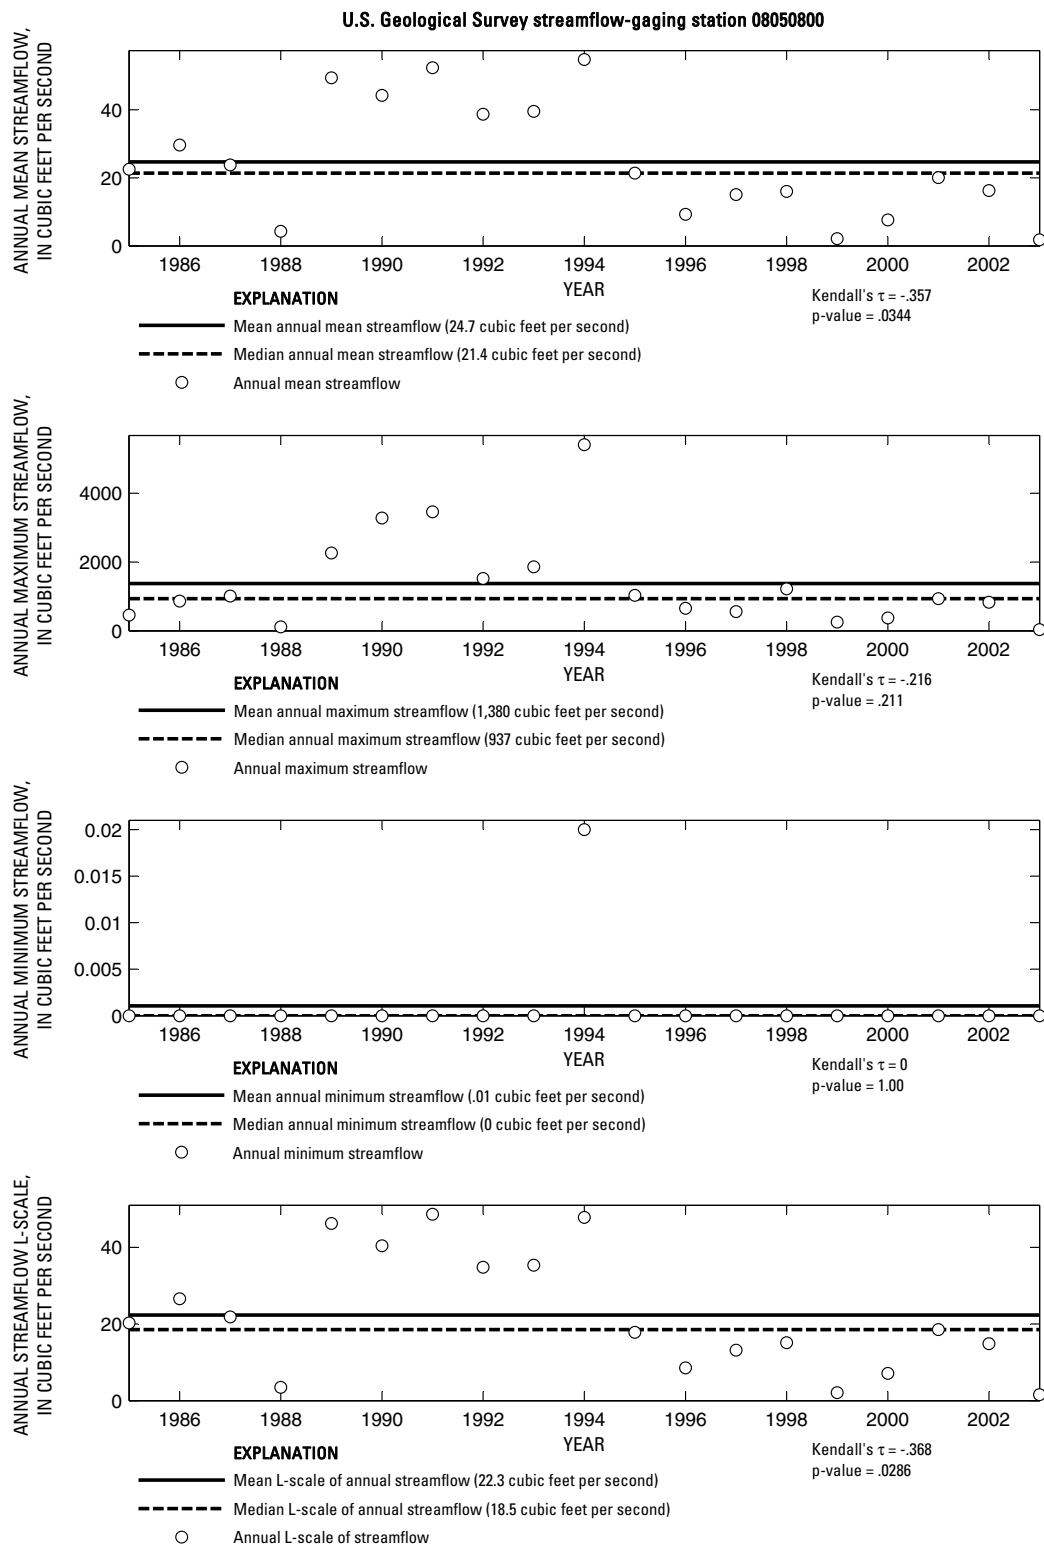 U.S. Geological Survey streamflow-gaging station 08050800
ANNUAL MEAN STREAMFLOW,
IN CUBIC FEET PER SECOND
40
20
0
1986 1988 1990 1992 1994 1996 1998 2000 2002
YEAR
Kendall's τ = -.357
p-value = .0344
EXPLANATION
Mean annual mean streamflow (24.7 cubic feet per second)
Median annual mean streamflow (21.4 cubic feet per second)
Annual mean streamflow
ANNUAL MAXIMUM STREAMFLOW,
IN CUBIC FEET PER SECOND
4000
2000
0
1986 1988 1990 1992 1994 1996 1998 2000 2002
YEAR
Kendall's τ = -.216
p-value = .211
EXPLANATION
Mean annual maximum streamflow (1,380 cubic feet per second)
Median annual maximum streamflow (937 cubic feet per second)
Annual maximum streamflow
ANNUAL MINIMUM STREAMFLOW,
IN CUBIC FEET PER SECOND
0.02
0.015
0.01
0.005
0
1986 1988 1990 1992 1994 1996 1998 2000 2002
YEAR
Kendall's τ = 0
p-value = 1.00
EXPLANATION
Mean annual minimum streamflow (.01 cubic feet per second)
Median annual minimum streamflow (0 cubic feet per second)
Annual minimum streamflow
ANNUAL STREAMFLOW L-SCALE,
IN CUBIC FEET PER SECOND
40
20
0
1986 1988 1990 1992 1994 1996 1998 2000 2002
YEAR
Kendall's τ = -.368
p-value = .0286
EXPLANATION
Mean L-scale of annual streamflow (22.3 cubic feet per second)
Median L-scale of annual streamflow (18.5 cubic feet per second)
Annual L-scale of streamflow